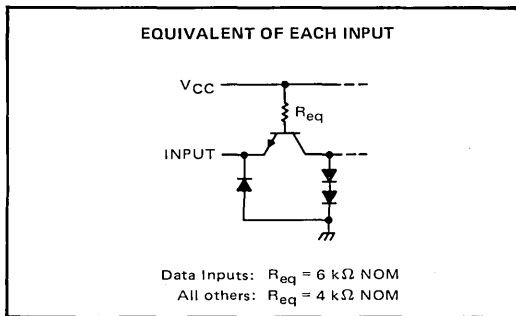 EQUIVALENT OF EACH INPUT
VCC
Req
INPUT
Data Inputs: Req = 6 kΩ NOM
All others: Req = 4 kΩ NOM